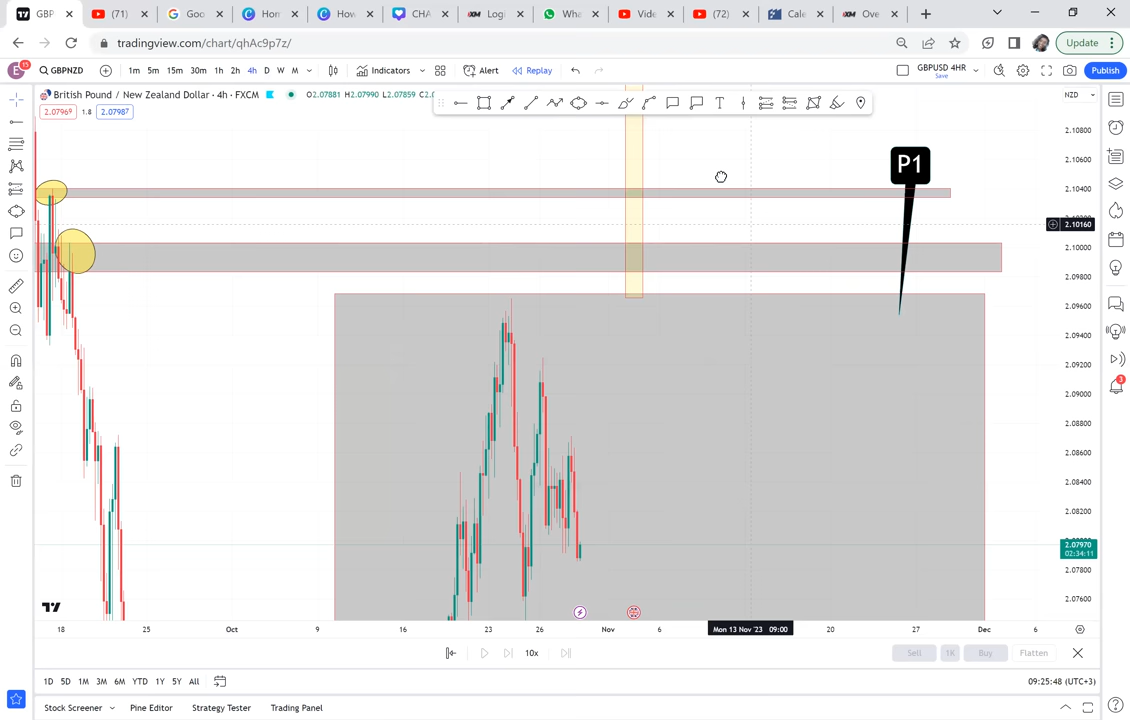 GBP
(71)
Goo
Hon
How
CHA
Logi
Wha
Vide
(72)
Cale
Ove
tradingview.com/chart/qhAc9p7z/
Update
E
15
GBPNZD
1m 5m 15m 30m 1h 2h 4h D W M
Indicators
Alert
Replay
GBPUSD 4HR
Save
Publish
British Pound / New Zealand Dollar · 4h · FXCM
O2.07881 H2.07990 L2.07859 C2.0
NZD
2.07969 1.8 2.07987
2.10800
2.10600
2.10400
2.10160
2.10000
2.09800
2.09600
2.09400
2.09200
2.09000
2.08800
2.08600
2.08400
2.08200
2.07970
02:34:11
2.07800
2.07600
P1
3
18 25 Oct 9 16 23 26 Nov 6 Mon 13 Nov '23 09:00 20 27 Dec 6
10x
Sell 1K Buy Flatten
1D 5D 1M 3M 6M YTD 1Y 5Y All
09:25:48 (UTC+3)
Stock Screener Pine Editor Strategy Tester Trading Panel